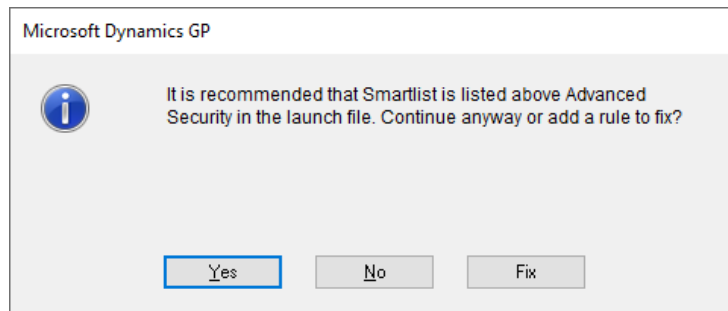 Microsoft Dynamics GP
It is recommended that Smartlist is listed above Advanced
Security in the launch file. Continue anyway or add a rule to fix?
Yes
No
Fix